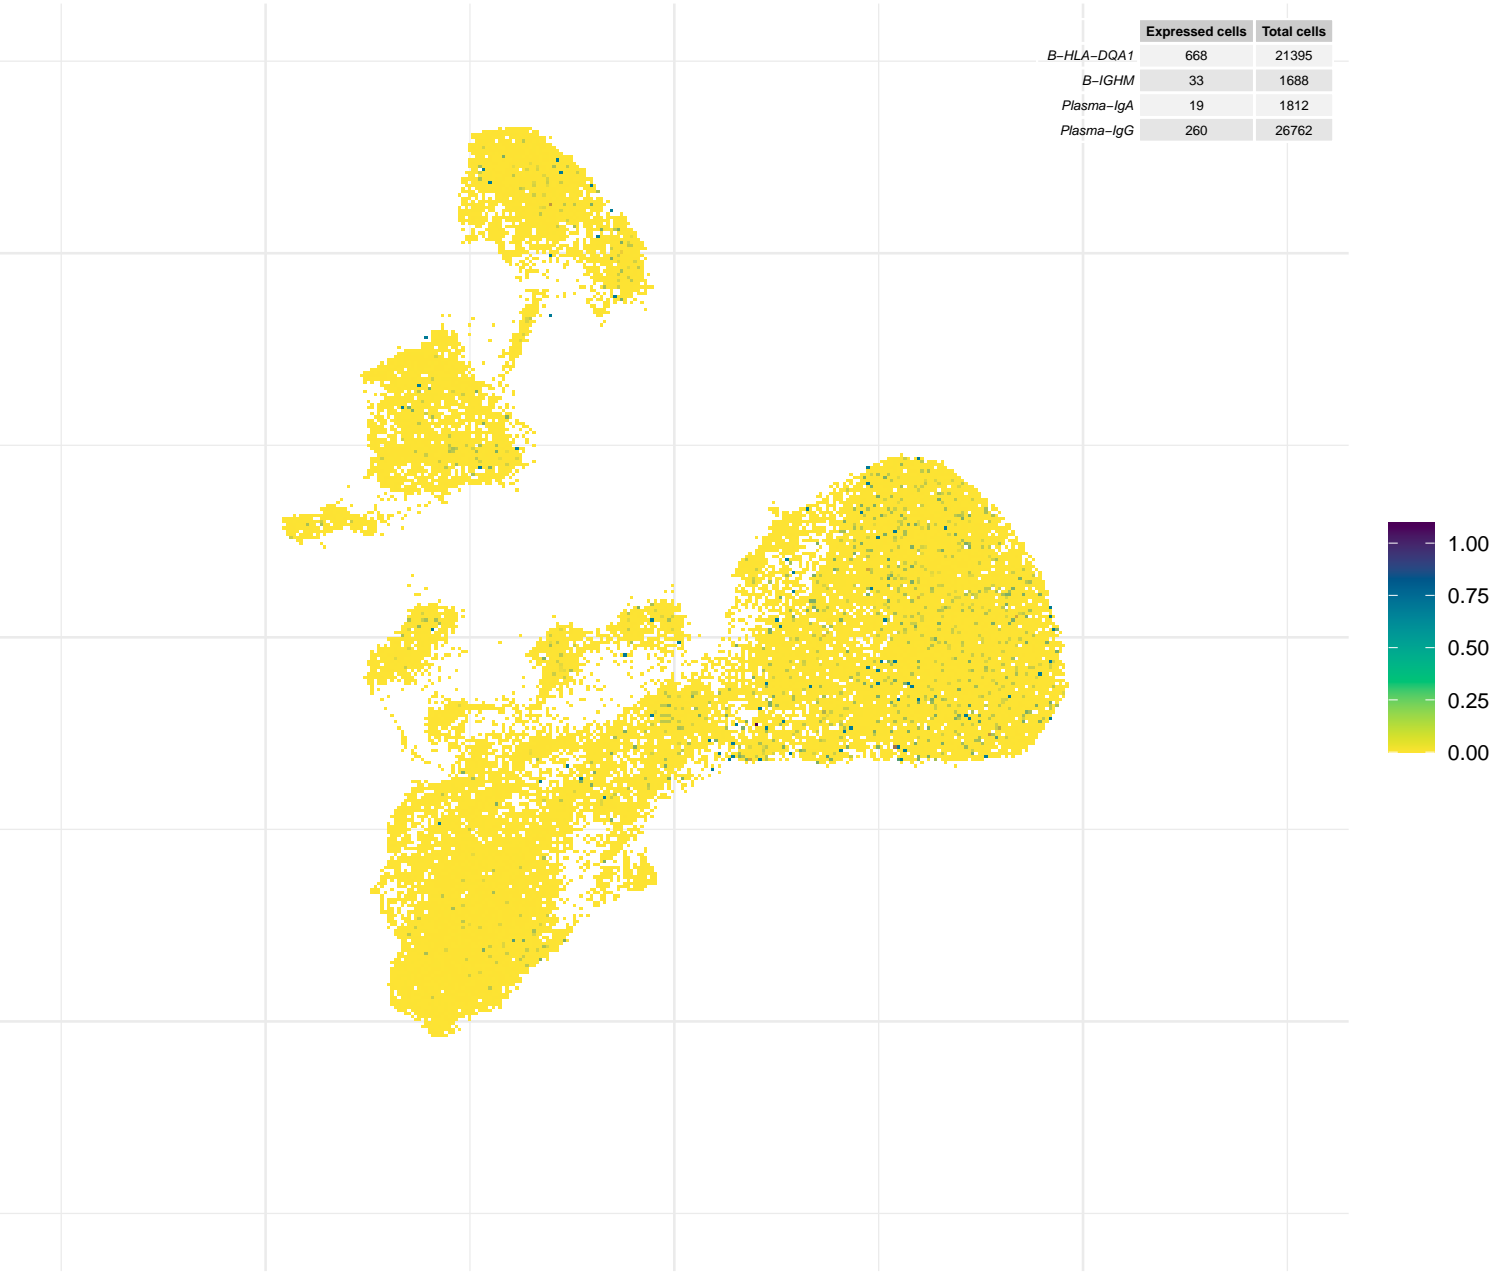 Expressed cells Total cells
B−HLA−DQA1 668 21395
B−IGHM 33 1688
Plasma−IgA 19 1812
Plasma−IgG 260 26762
1.00
0.75
0.50
0.25
0.00